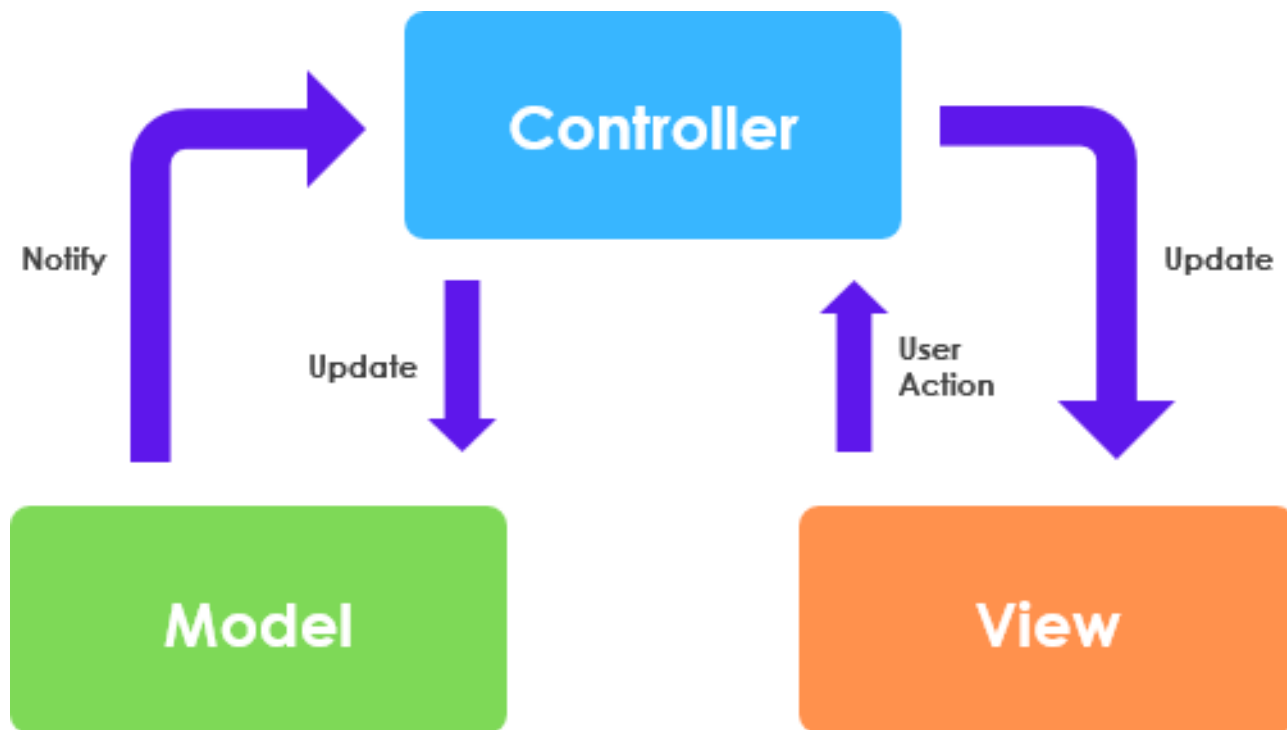 Controller
Notify
Update
Update
User
Action
Model
View